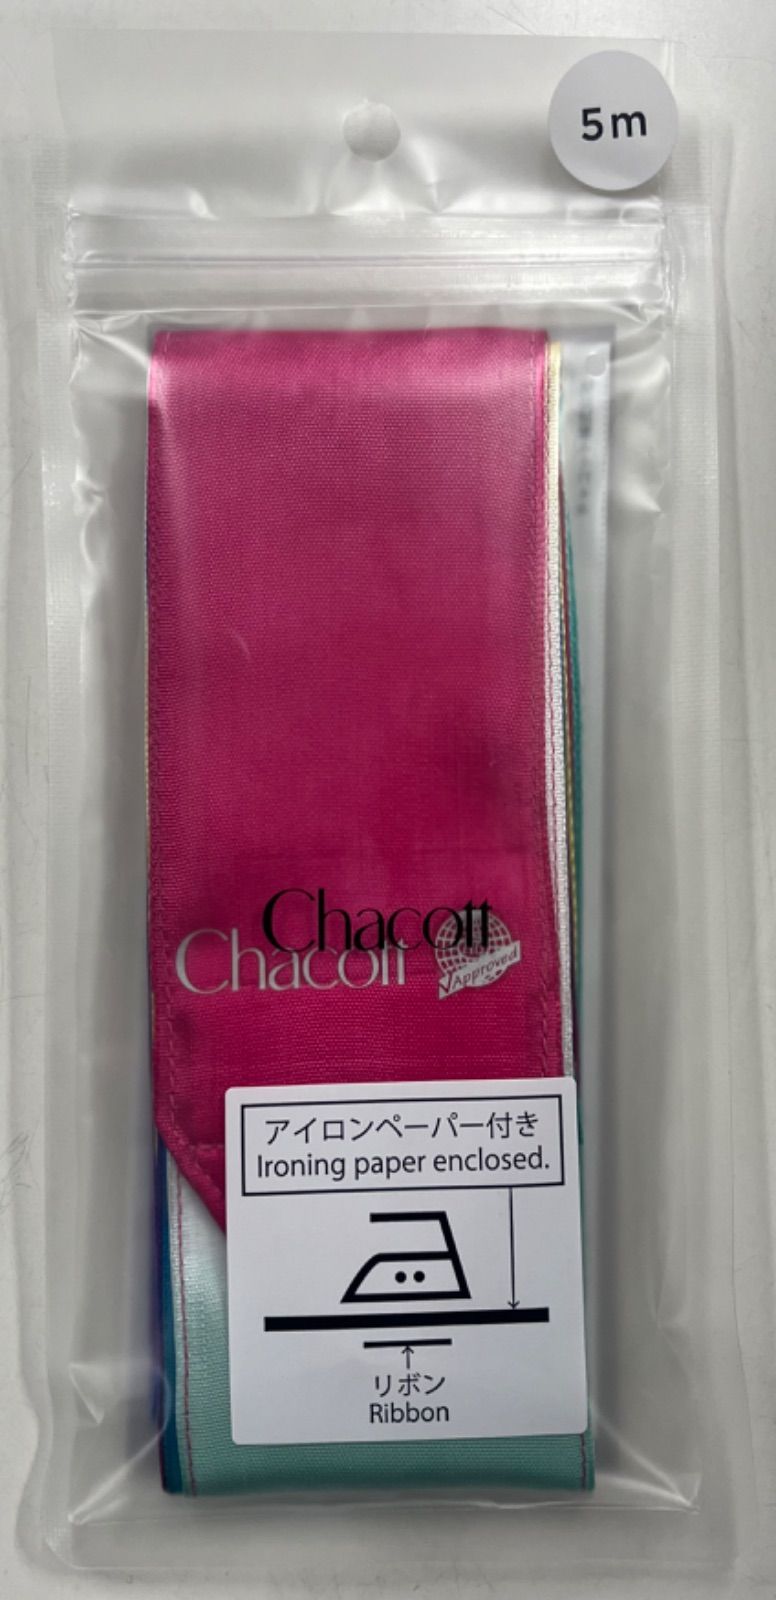 5m
Chacott
Chacott
Approved
アイロンペーパー付き
Ironing paper enclosed.
リボン
Ribbon